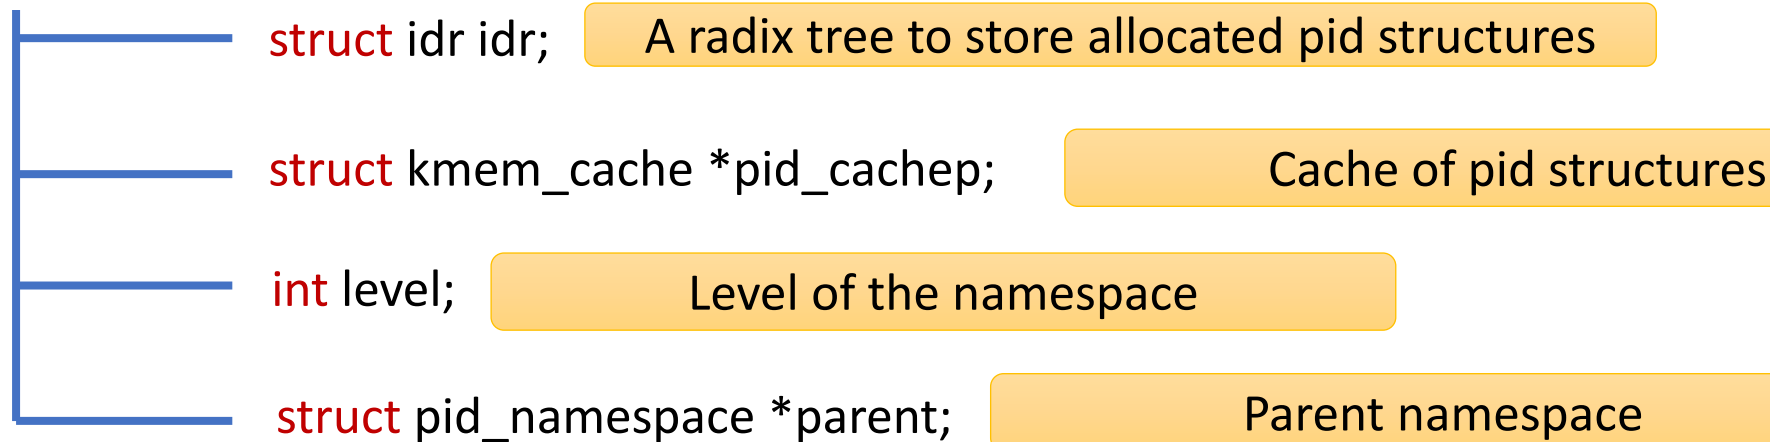 struct idr idr; A radix tree to store allocated pid structures
struct kmem_cache *pid_cachep; Cache of pid structures
int level; Level of the namespace
struct pid_namespace *parent; Parent namespace